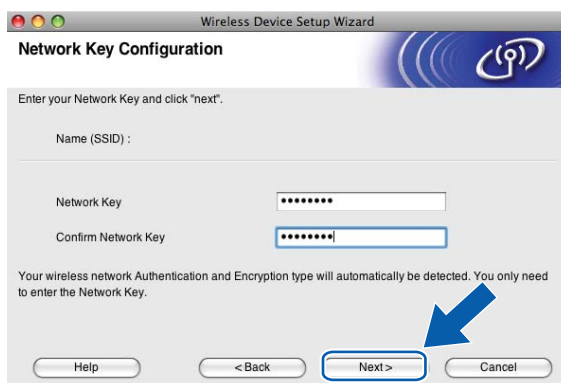 Wireless Device Setup Wizard
Network Key Configuration
Enter your Network Key and click "next".
Name (SSID) :
Network Key ••••••••
Confirm Network Key ••••••••
Your wireless network Authentication and Encryption type will automatically be detected. You only need
to enter the Network Key.
Help < Back Next > Cancel